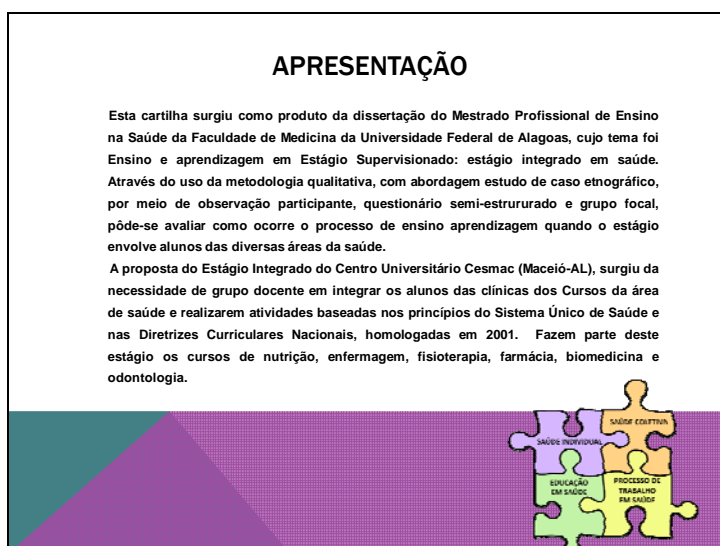 APRESENTAÇÃO
Esta cartilha surgiu como produto da dissertação do Mestrado Profissional de Ensino
na Saúde da Faculdade de Medicina da Universidade Federal de Alagoas, cujo tema foi
Ensino e aprendizagem em Estágio Supervisionado: estágio integrado em saúde.
Através do uso da metodologia qualitativa, com abordagem estudo de caso etnográfico,
por meio de observação participante, questionário semi-estrururado e grupo focal,
pôde-se avaliar como ocorre o processo de ensino aprendizagem quando o estágio
envolve alunos das diversas áreas da saúde.
A proposta do Estágio Integrado do Centro Universitário Cesmac (Maceió-AL), surgiu da
necessidade de grupo docente em integrar os alunos das clínicas dos Cursos da área
de saúde e realizarem atividades baseadas nos princípios do Sistema Único de Saúde e
nas Diretrizes Curriculares Nacionais, homologadas em 2001. Fazem parte deste
estágio os cursos de nutrição, enfermagem, fisioterapia, farmácia, biomedicina e
odontologia.
SAÚDE COLETIVA
SAÚDE INDIVIDUAL
EDUCAÇÃO
EM SAÚDE
PROCESSO DE
TRABALHO
EM SAÚDE